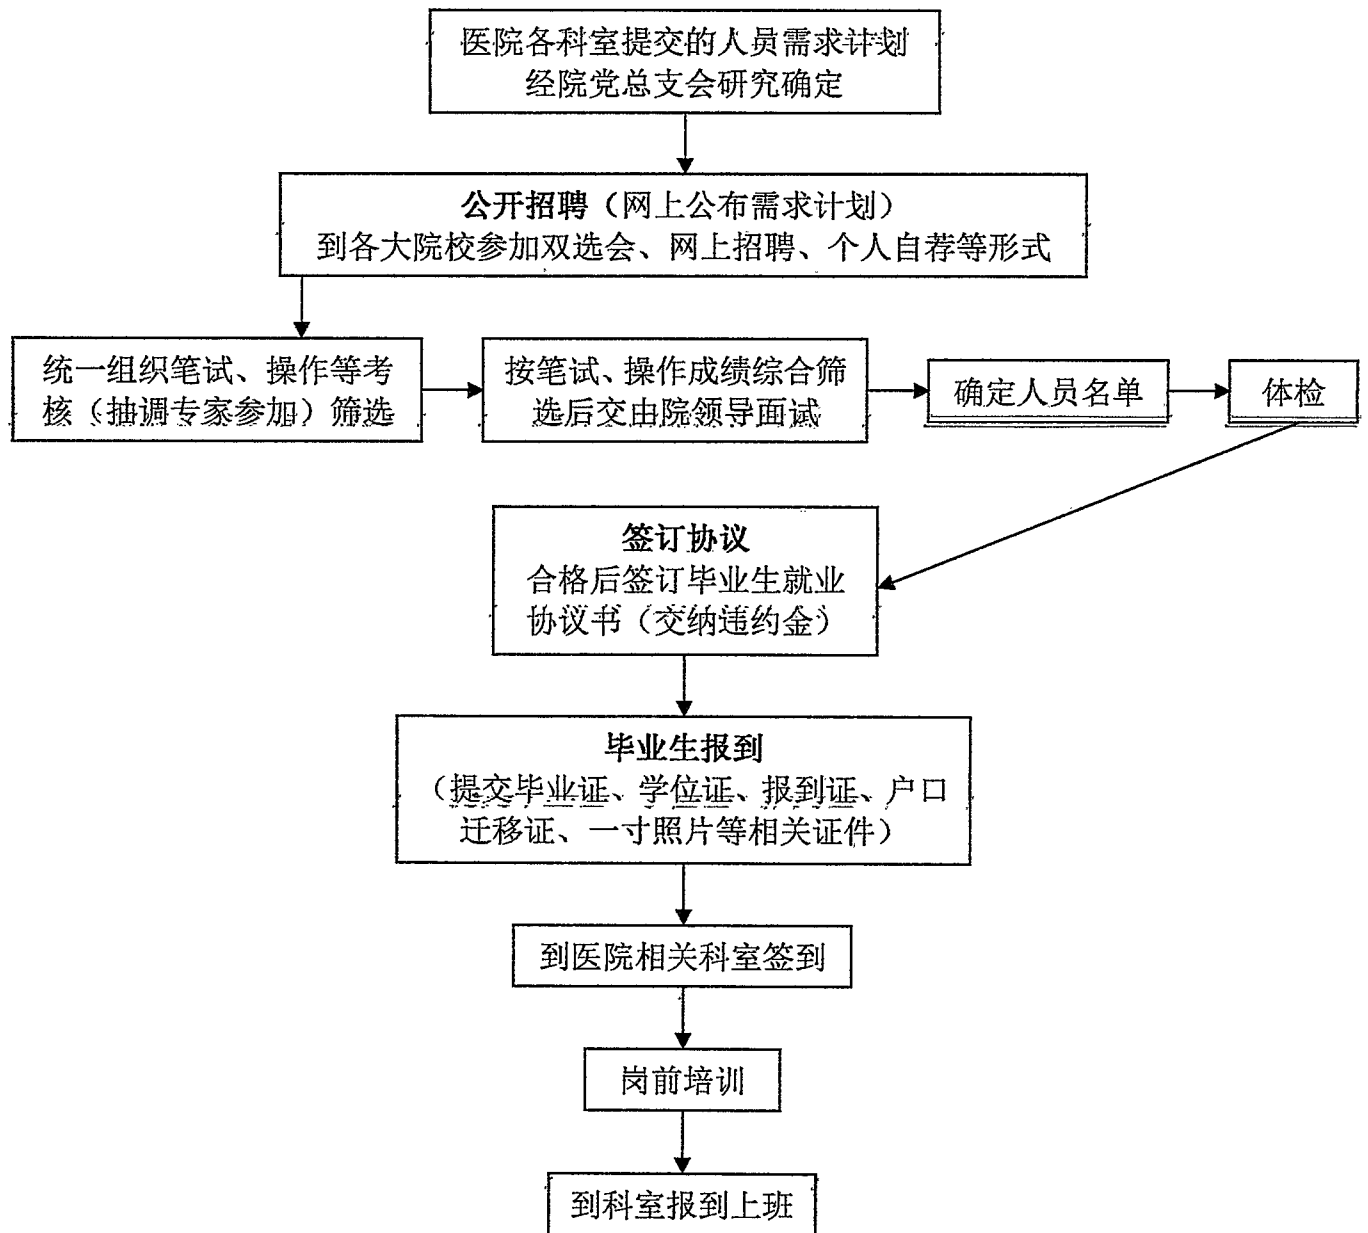 医院各科室提交的人员需求计划
经院党总支会研究确定
公开招聘（网上公布需求计划）
到各大院校参加双选会、网上招聘、个人自荐等形式
统一组织笔试、操作等考
核（抽调专家参加）筛选
按笔试、操作成绩综合筛
选后交由院领导面试
确定人员名单
体检
签订协议
合格后签订毕业生就业
协议书（交纳违约金）
毕业生报到
（提交毕业证、学位证、报到证、户口
迁移证、一寸照片等相关证件）
到医院相关科室签到
岗前培训
到科室报到上班